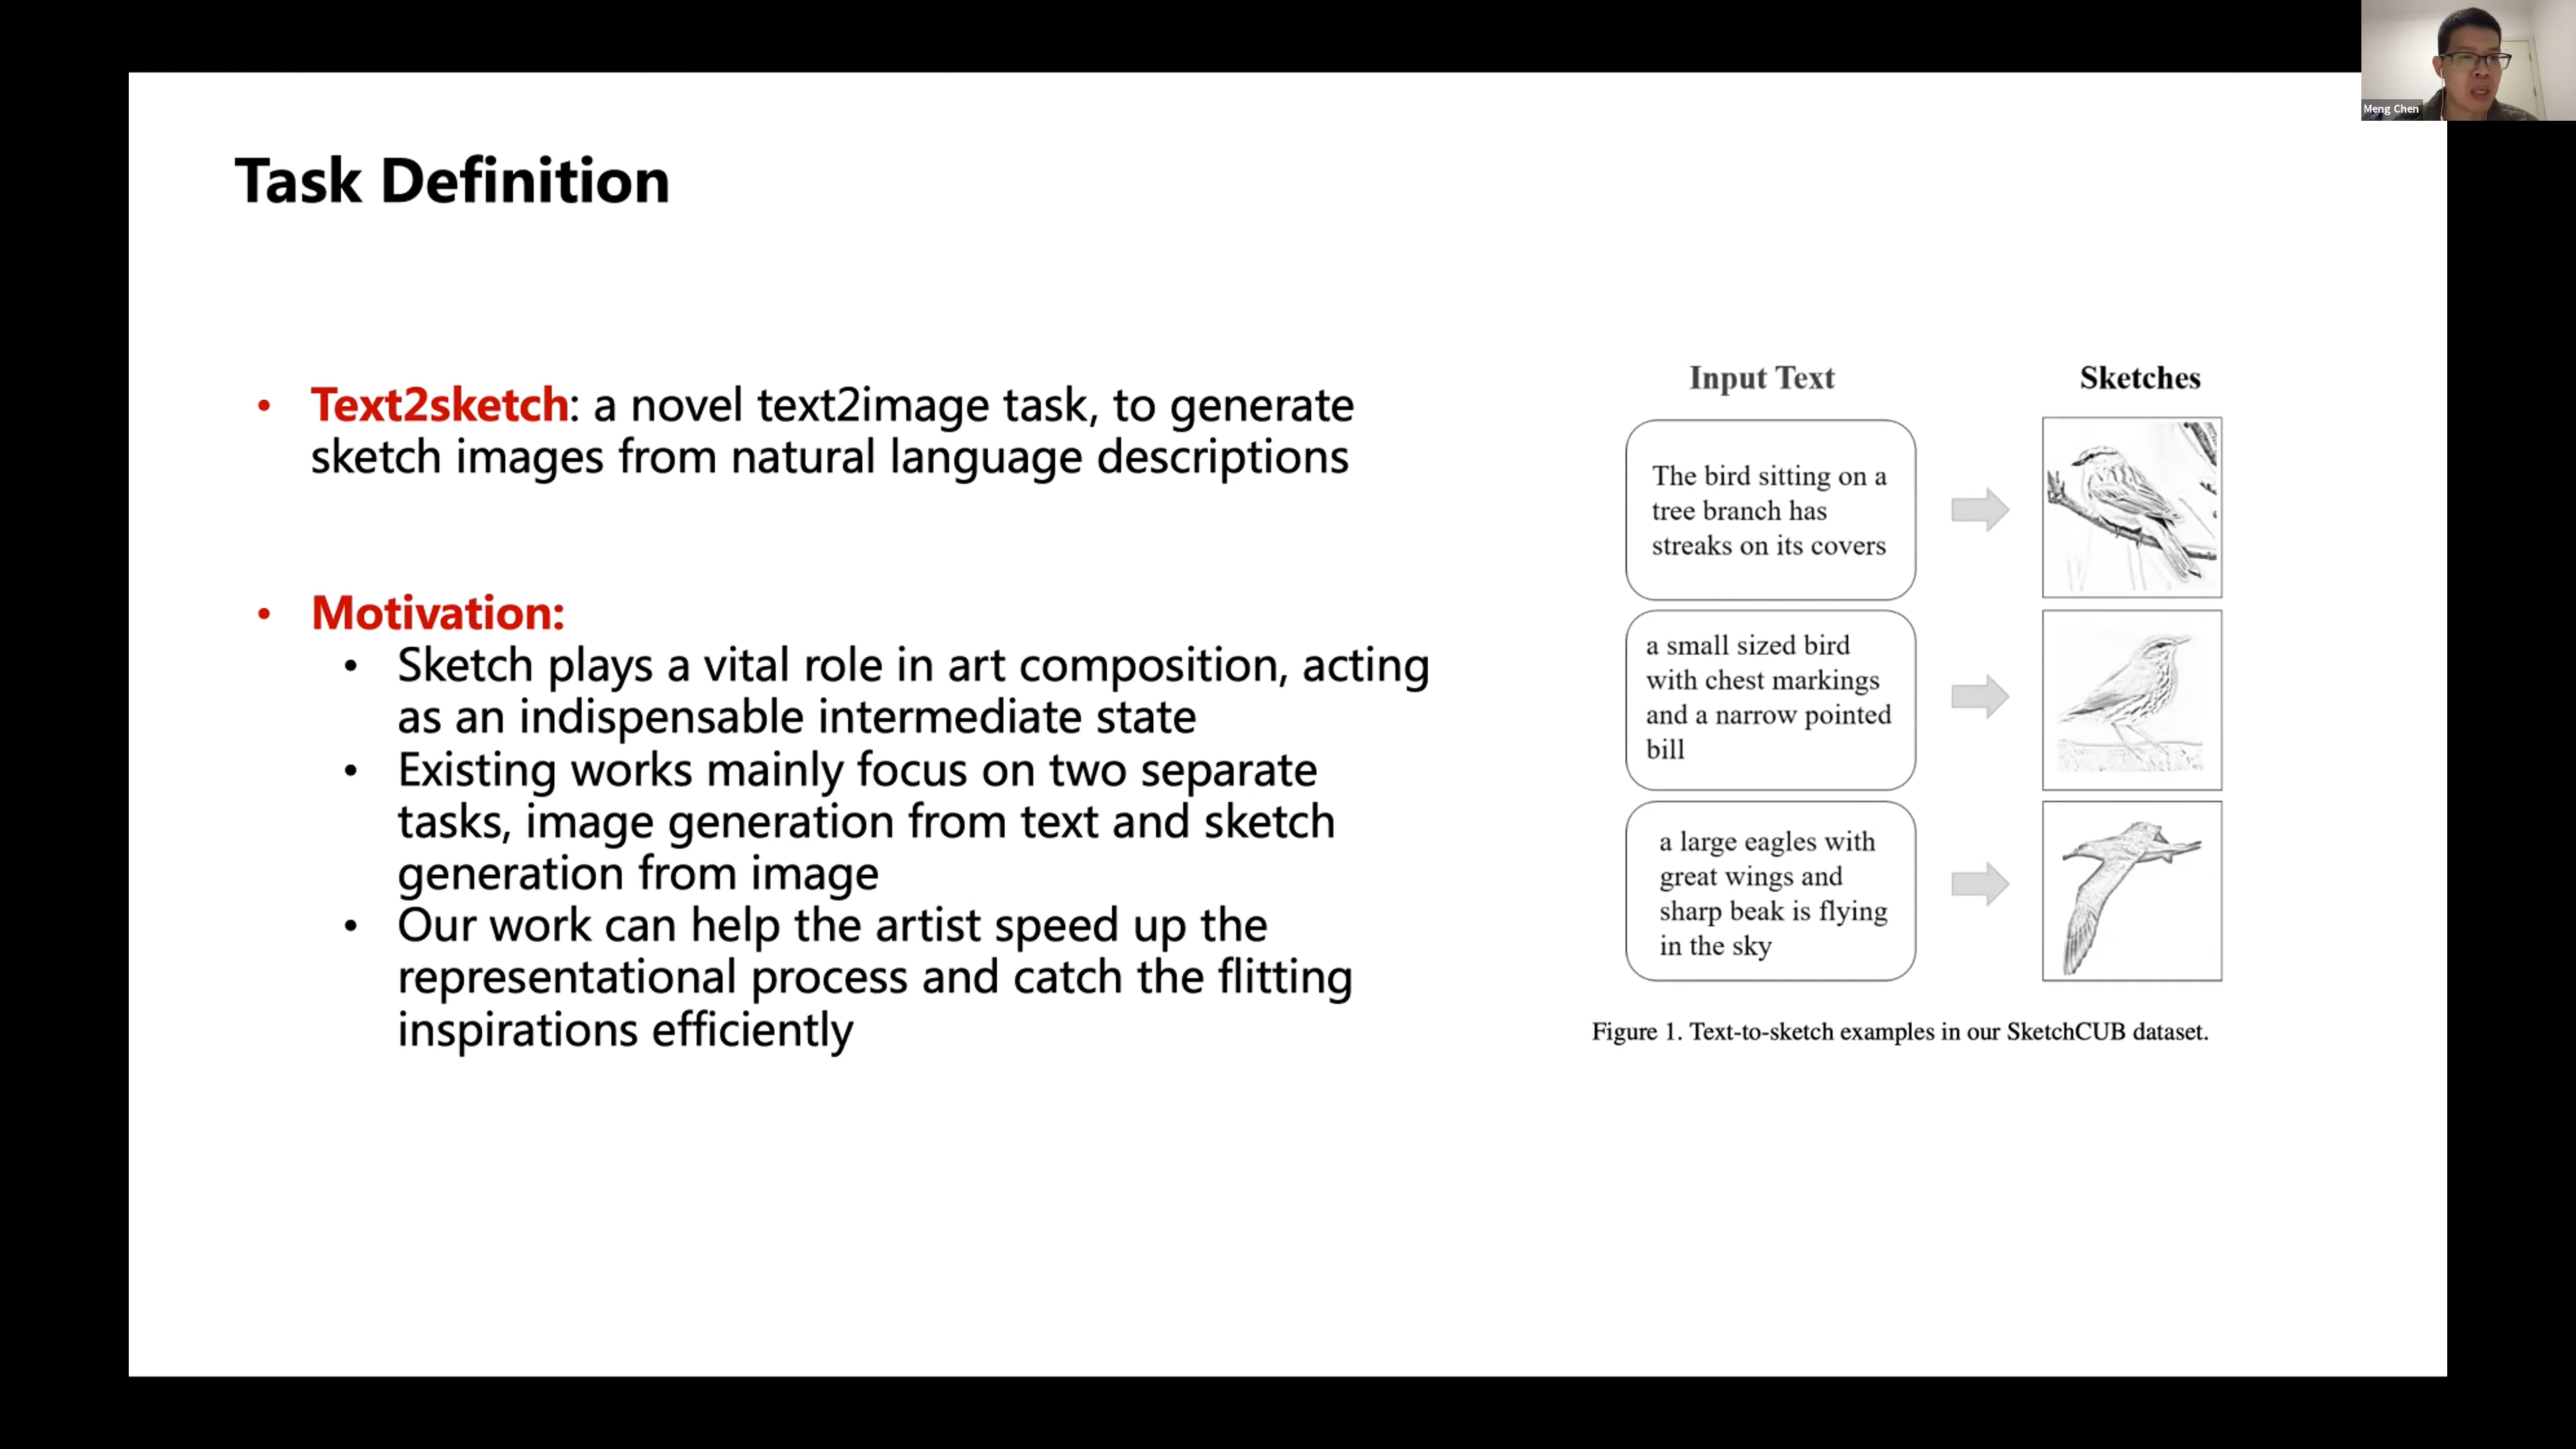 Meng Chen
Task Definition
• Text2sketch: a novel text2image task, to generate
sketch images from natural language descriptions
• Motivation:
• Sketch plays a vital role in art composition, acting
as an indispensable intermediate state
• Existing works mainly focus on two separate
tasks, image generation from text and sketch
generation from image
• Our work can help the artist speed up the
representational process and catch the flitting
inspirations efficiently
Input Text
Sketches
The bird sitting on a
tree branch has
streaks on its covers
a small sized bird
with chest markings
and a narrow pointed
bill
a large eagles with
great wings and
sharp beak is flying
in the sky
Figure 1. Text-to-sketch examples in our SketchCUB dataset.